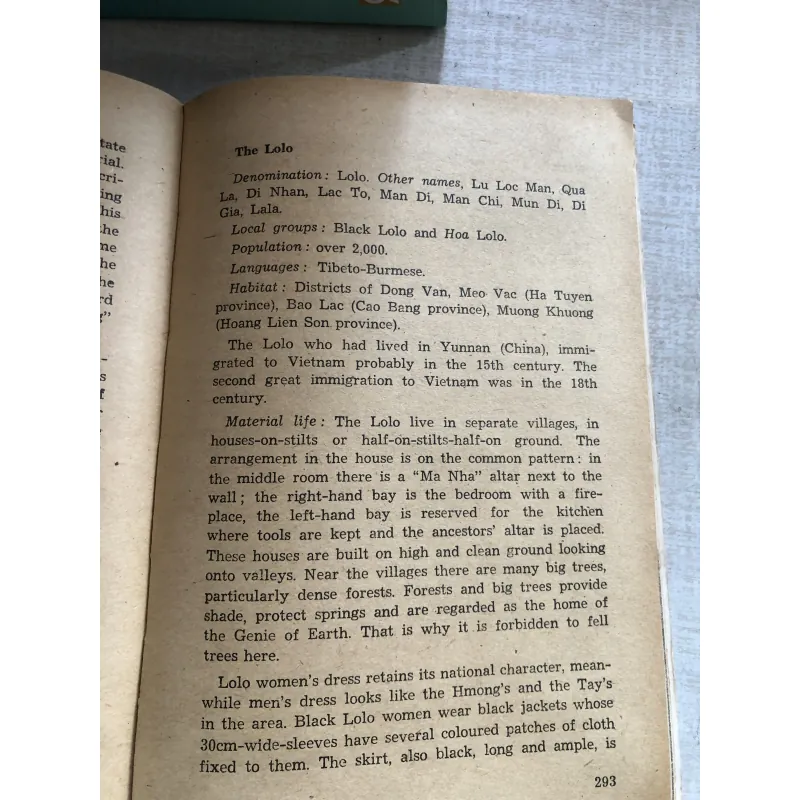 tate
ial.
cri-
ing
his
he
me
he
he
rd
g"
s
f
The Lolo
Denomination: Lolo. Other names, Lu Loc Man, Qua
La, Di Nhan, Lac To, Man Di, Man Chi, Mun Di, Di
Gia, Lala.
Local groups: Black Lolo and Hoa Lolo.
Population: over 2,000.
Languages: Tibeto-Burmese.
Habitat: Districts of Dong Van, Meo Vac (Ha Tuyen
province), Bao Lac (Cao Bang province), Muong Khuong
(Hoang Lien Son province).
The Lolo who had lived in Yunnan (China), immi-
grated to Vietnam probably in the 15th century. The
second great immigration to Vietnam was in the 18th
century.
Material life: The Lolo live in separate villages, in
houses-on-stilts or half-on-stilts-half-on ground. The
arrangement in the house is on the common pattern: in
the middle room there is a "Ma Nha" altar next to the
wall; the right-hand bay is the bedroom with a fire-
place, the left-hand bay is reserved for the kitchen
where tools are kept and the ancestors' altar is placed.
These houses are built on high and clean ground looking
onto valleys. Near the villages there are many big trees,
particularly dense forests. Forests and big trees provide
shade, protect springs and are regarded as the home of
the Genie of Earth. That is why it is forbidden to fell
trees here.
Lolo women's dress retains its national character, mean-
while men's dress looks like the Hmong's and the Tay's
in the area. Black Lolo women wear black jackets whose
30cm-wide-sleeves have several coloured patches of cloth
fixed to them. The skirt, also black, long and ample, is
293